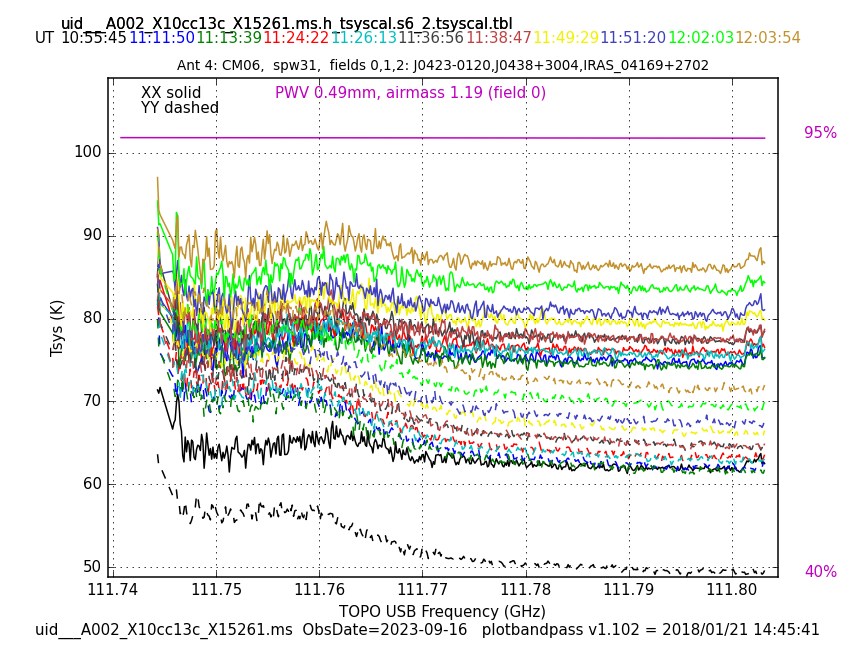 uid___A002_X10cc13c_X15261.ms.h_tsyscal.s6_2.tsyscal.tbl
UT 10:55:45 11:11:50 11:13:39 11:24:22 11:26:13 11:36:56 11:38:47 11:49:29 11:51:20 12:02:03 12:03:54
Ant 4: CM06,  spw31,  fields 0,1,2: J0423-0120,J0438+3004,IRAS_04169+2702
XX solid
PWV 0.49mm, airmass 1.19 (field 0)
YY dashed
95%
100
90
80
70
60
50
Tsys (K)
40%
111.74 111.75 111.76 111.77 111.78 111.79 111.80
TOPO USB Frequency (GHz)
uid___A002_X10cc13c_X15261.ms  ObsDate=2023-09-16   plotbandpass v1.102 = 2018/01/21 14:45:41